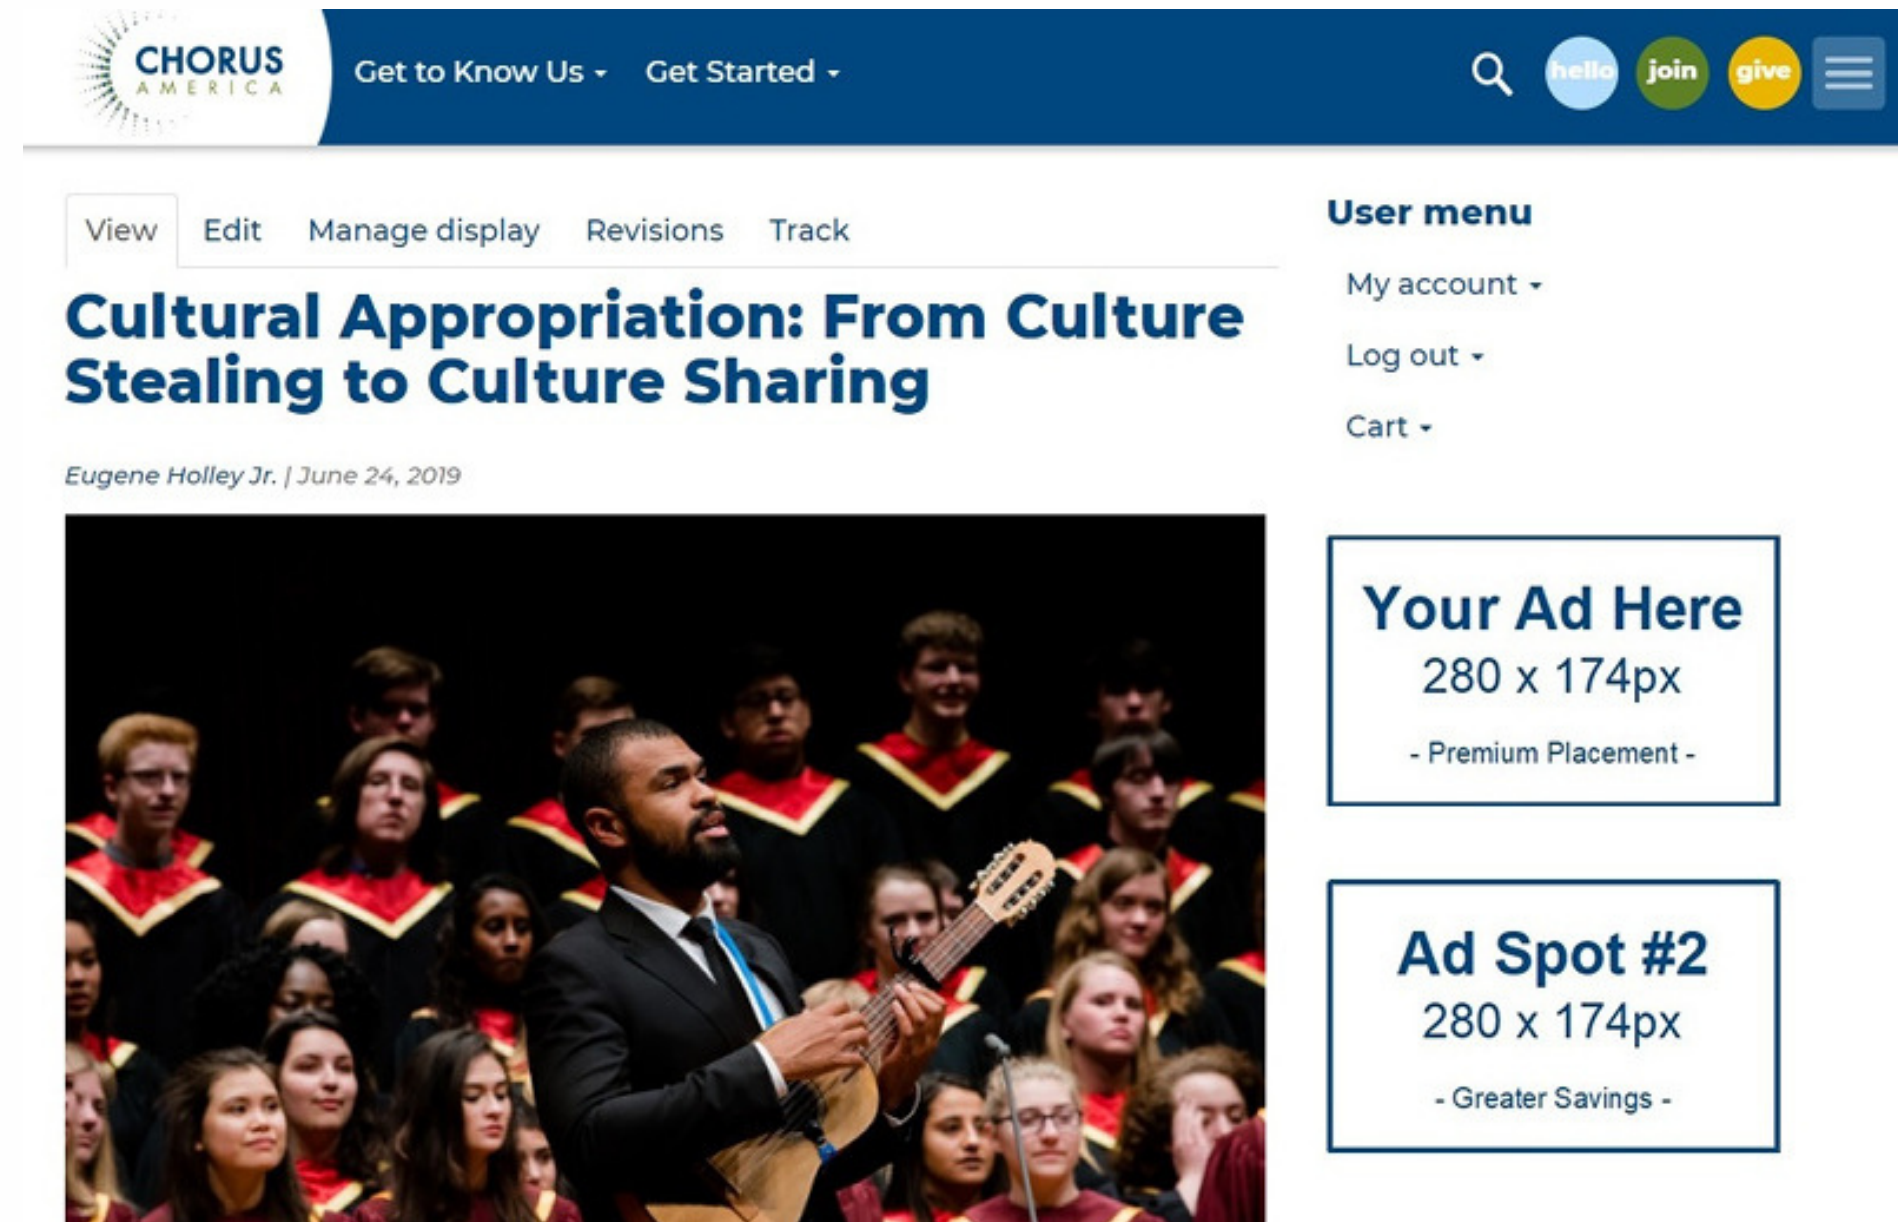 CHORUS
AMERICA
Get to Know Us
Get Started
hello
join
give
View
Edit
Manage display
Revisions
Track
Cultural Appropriation: From Culture
Stealing to Culture Sharing
Eugene Holley Jr. | June 24, 2019
User menu
My account
Log out
Cart
Your Ad Here
280 x 174px
- Premium Placement -
Ad Spot #2
280 x 174px
- Greater Savings -